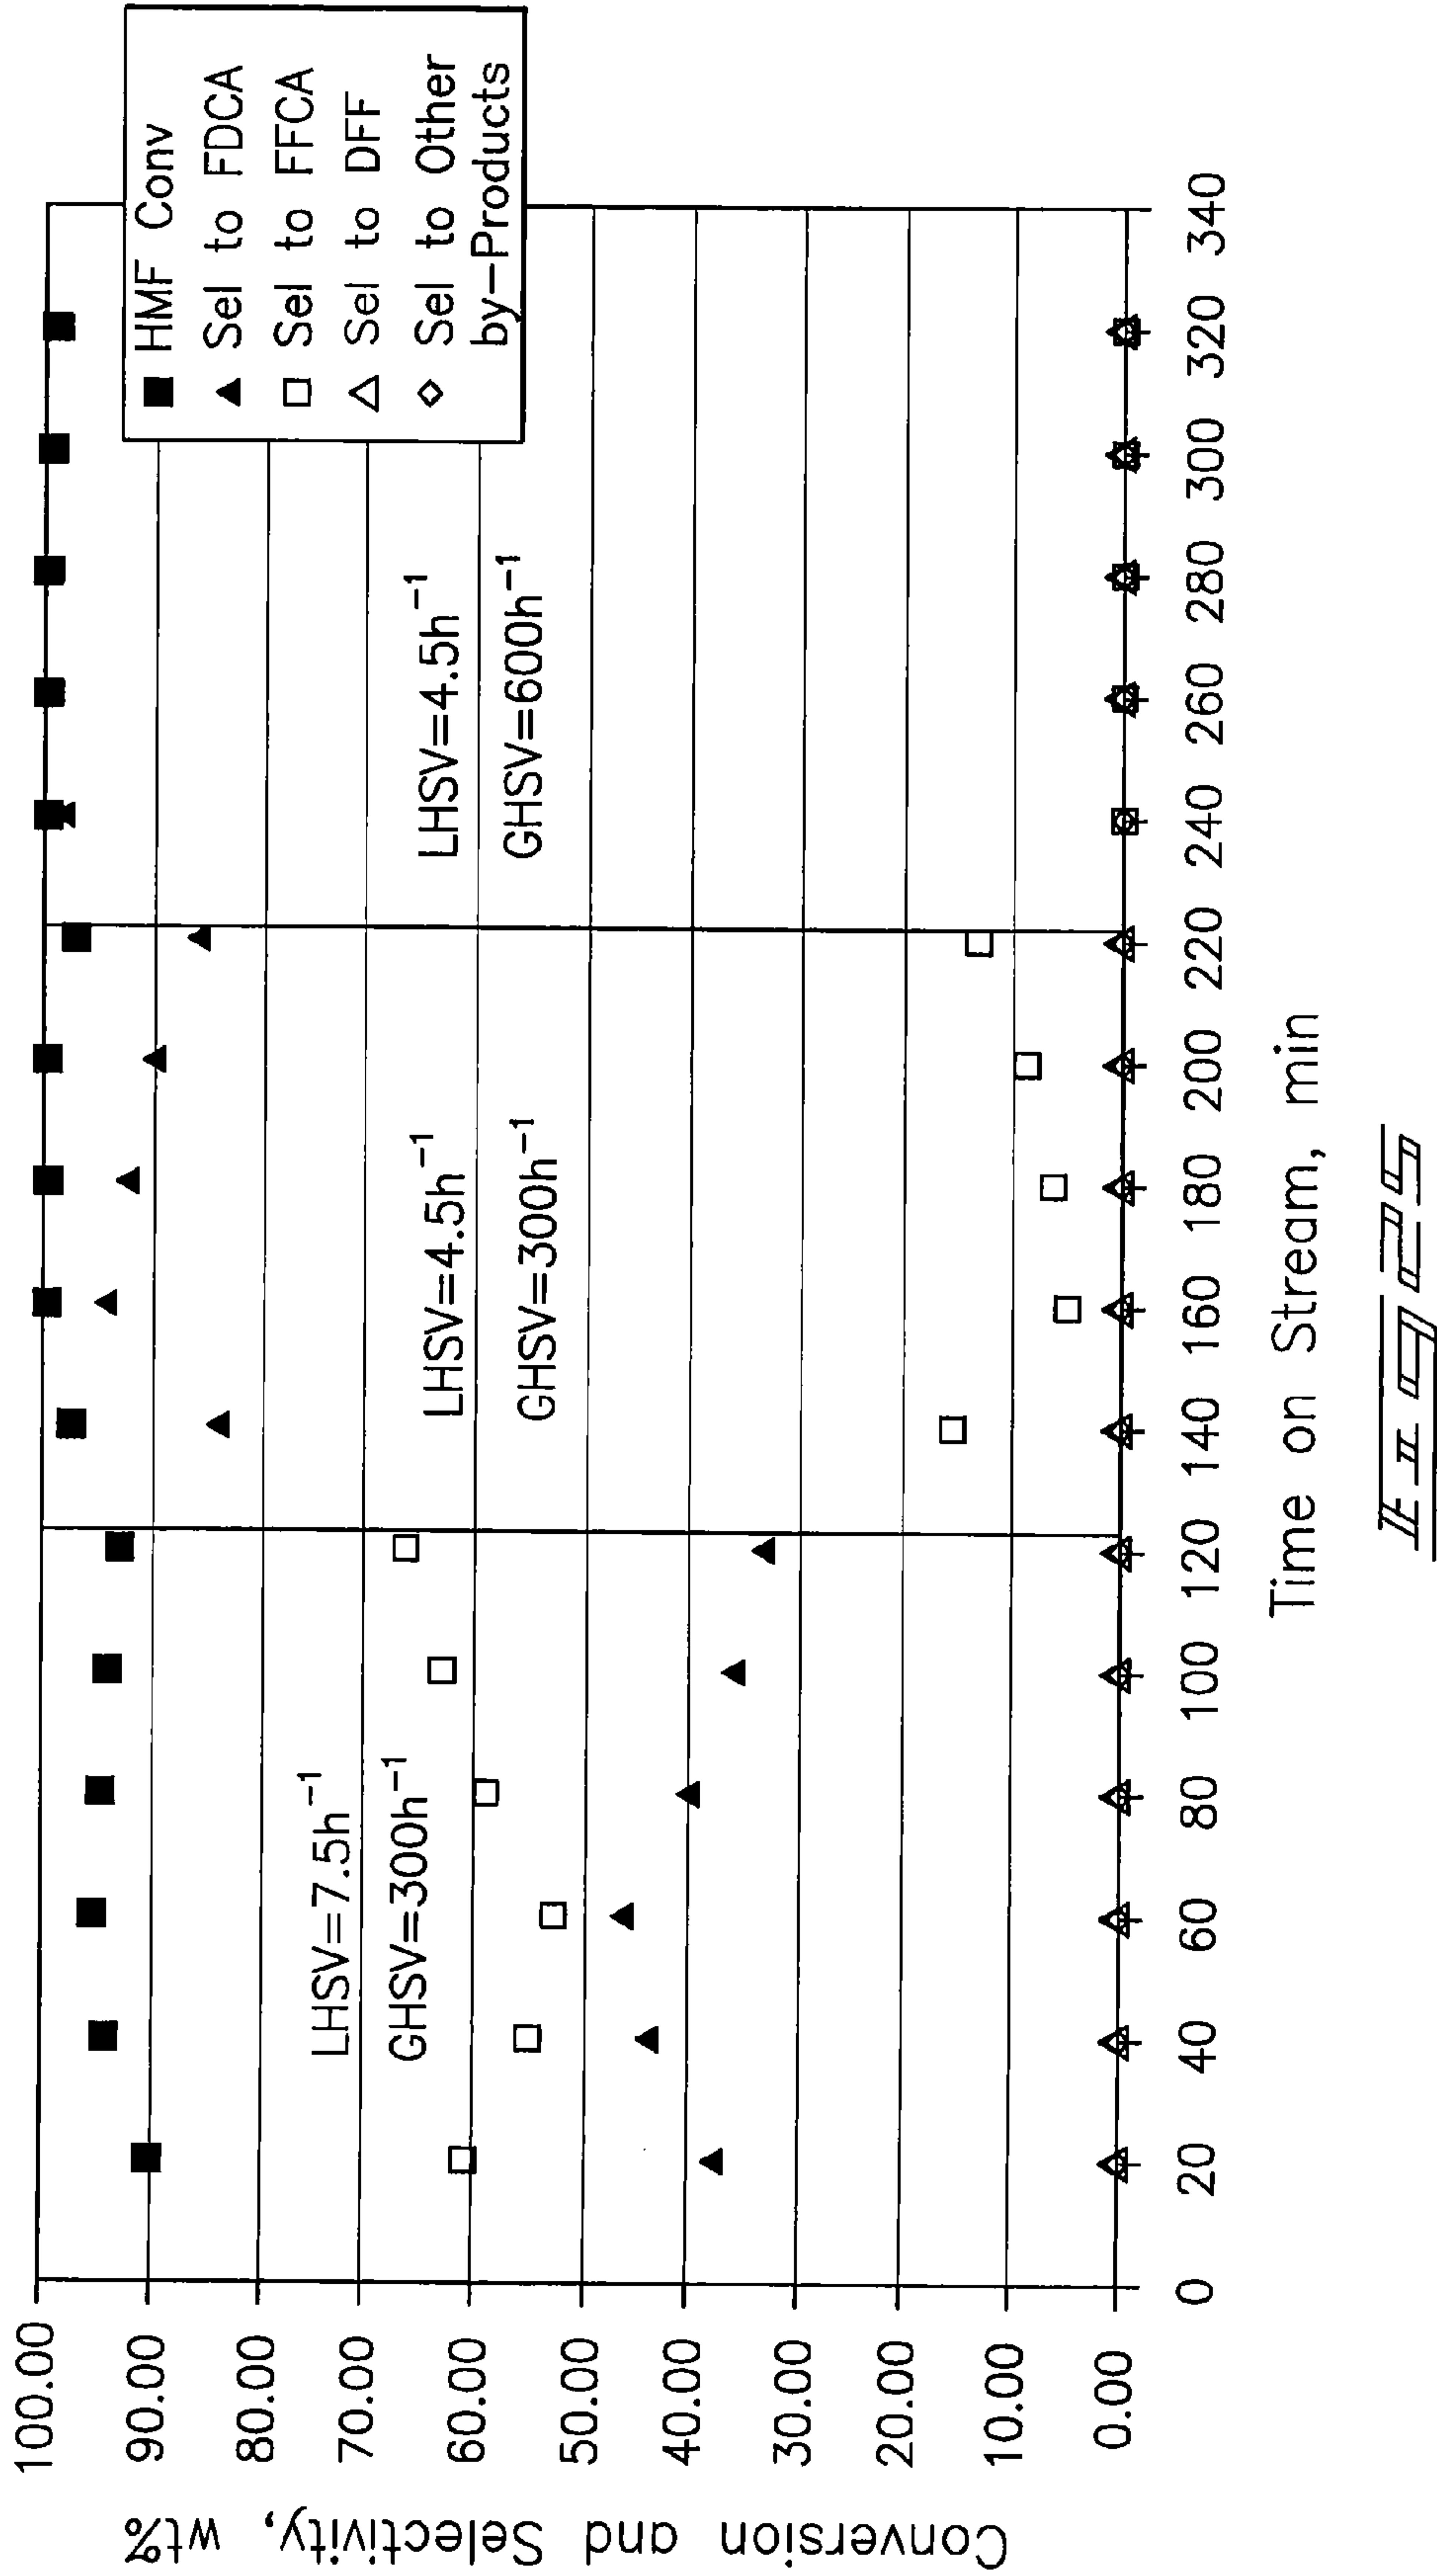 Conversion and Selectivity, wt%
100.00
90.00
80.00
70.00
60.00
50.00
40.00
30.00
20.00
10.00
0.00
0 20 40 60 80 100 120 140 160 180 200 220 240 260 280 300 320 340
Time on Stream, min
LHSV=7.5h⁻¹
GHSV=300h⁻¹
LHSV=4.5h⁻¹
GHSV=300h⁻¹
LHSV=4.5h⁻¹
GHSV=600h⁻¹
HMF Conv
Sel to FDCA
Sel to FFCA
Sel to DFF
Sel to Other
by-Products
Fig 25